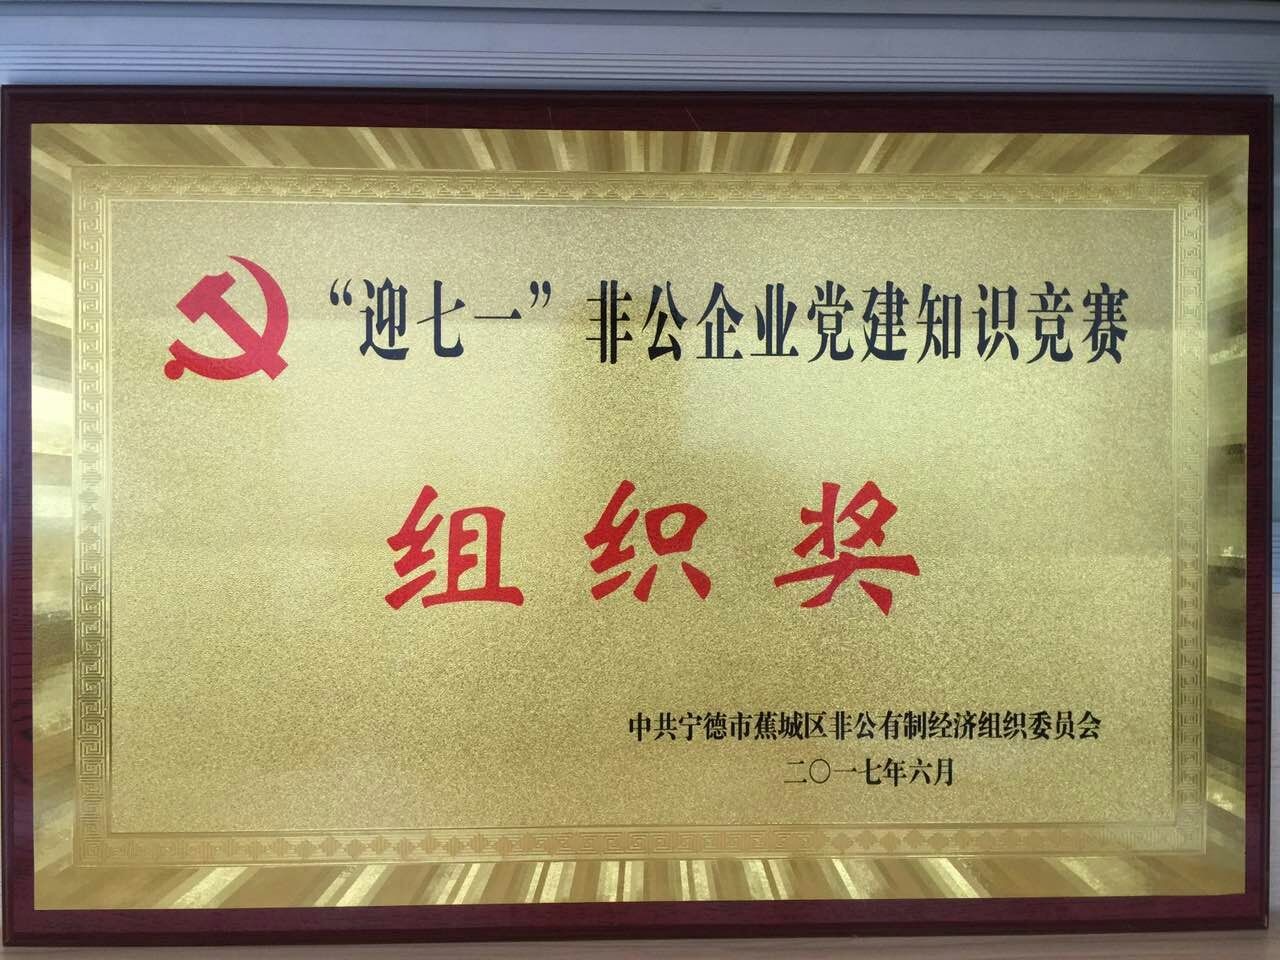 “迎七一”非公企业党建知识竞赛
组织奖
中共宁德市蕉城区非公有制经济组织委员会
二〇一七年六月